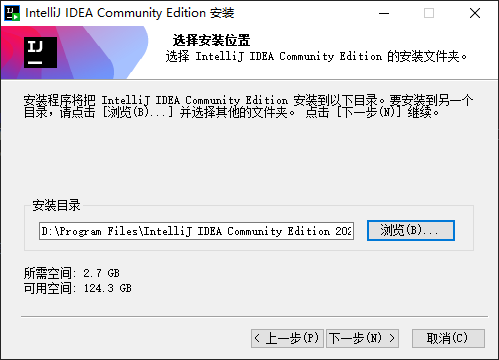 IntelliJ IDEA Community Edition 安装
IJ
选择安装位置
选择 IntelliJ IDEA Community Edition 的安装文件夹。
安装程序将把 IntelliJ IDEA Community Edition 安装到以下目录。要安装到另一个
目录，请点击 [浏览(B)...] 并选择其他的文件夹。 点击 [下一步(N)] 继续。
安装目录
D:\Program Files\IntelliJ IDEA Community Edition 202
浏览(B)...
所需空间: 2.7 GB
可用空间: 124.3 GB
< 上一步(P)
下一步(N) >
取消(C)